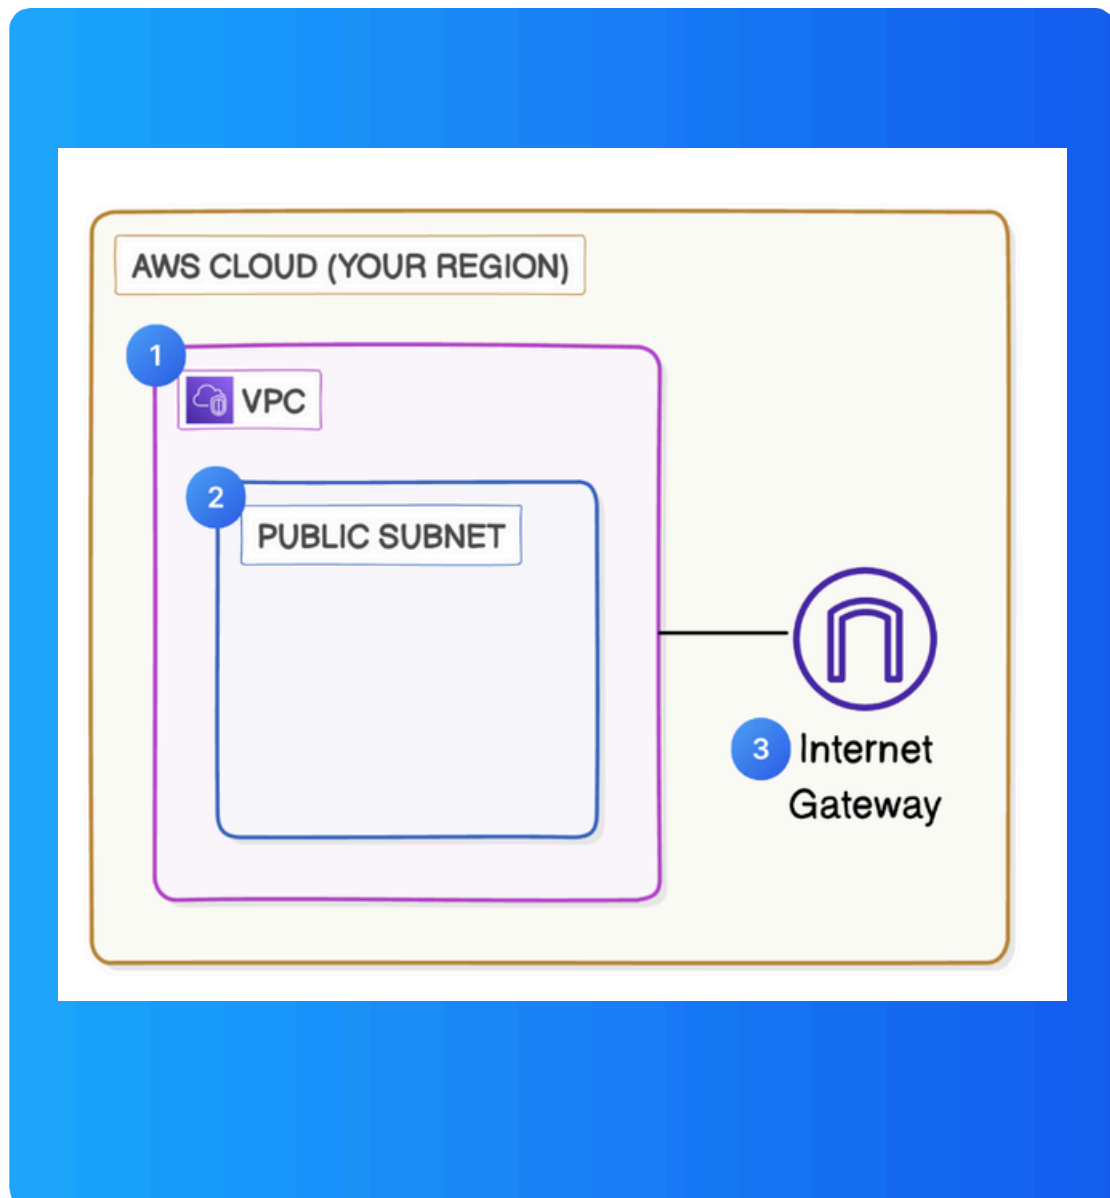 AWS CLOUD (YOUR REGION)
1
VPC
2
PUBLIC SUBNET
3
Internet
Gateway